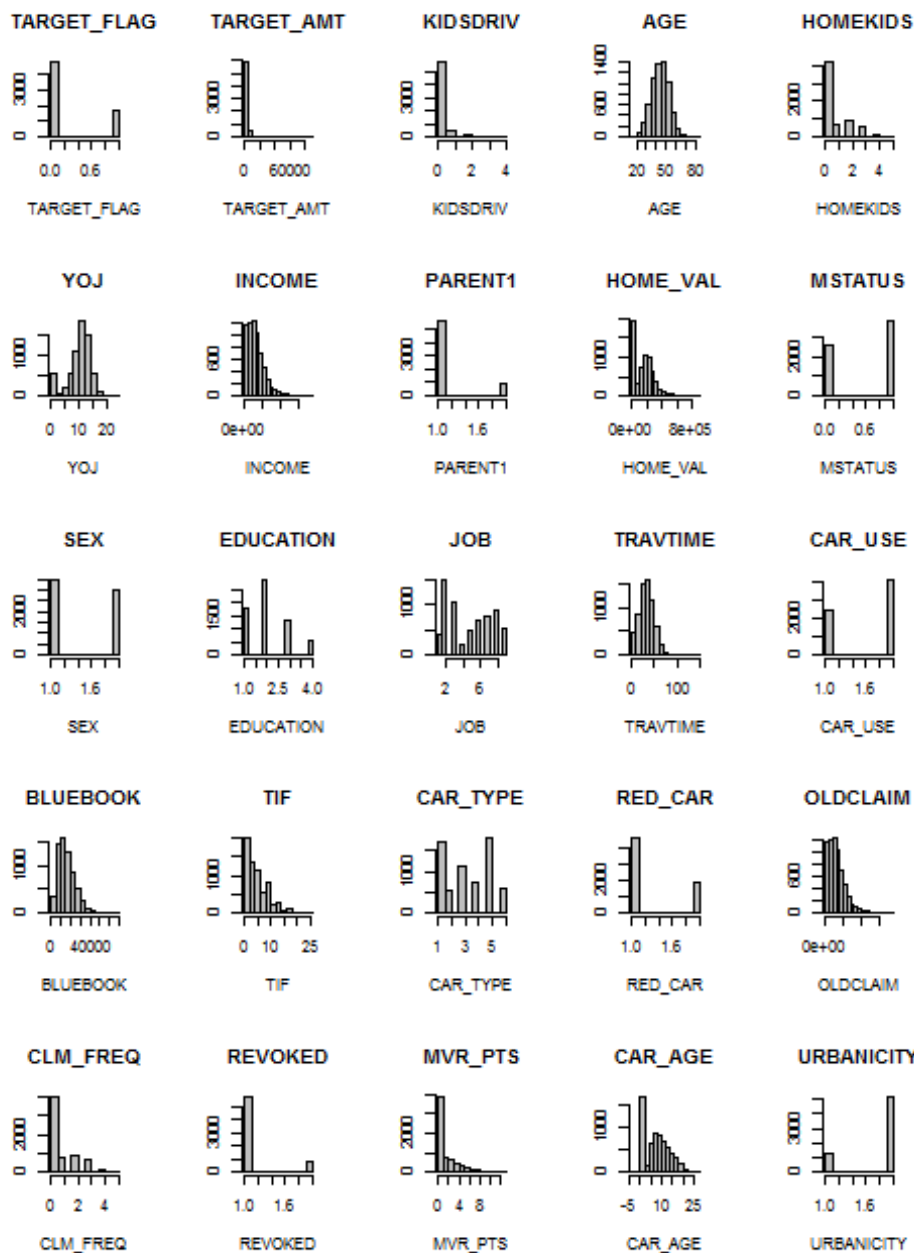 TARGET_FLAG TARGET_AMT KIDSDRIV AGE HOMEKIDS
0 3000 0 3000 0 3000 0 600 1400 0 2000
0.0 0.6 0 60000 0 2 4 20 50 80 0 2 4
TARGET_FLAG TARGET_AMT KIDSDRIV AGE HOMEKIDS
YOJ INCOME PARENT1 HOME_VAL MSTATUS
0 1000 0 600 0 3000 0 1000 0 2000
0 10 20 0e+00 1.0 1.6 0e+00 8e+05 0.0 0.6
YOJ INCOME PARENT1 HOME_VAL MSTATUS
SEX EDUCATION JOB TRAVTIME CAR_USE
0 2000 0 1500 0 1000 0 1000 0 2000
1.0 1.6 1.0 2.5 4.0 2 6 0 100 1.0 1.6
SEX EDUCATION JOB TRAVTIME CAR_USE
BLUEBOOK TIF CAR_TYPE RED_CAR OLDCLAIM
0 1000 0 1000 0 1000 0 2000 0 600
0 40000 0 10 25 1 3 5 1.0 1.6 0e+00
BLUEBOOK TIF CAR_TYPE RED_CAR OLDCLAIM
CLM_FREQ REVOKED MVR_PTS CAR_AGE URBANICITY
0 2000 0 3000 0 2000 0 1000 0 3000
0 2 4 1.0 1.6 0 4 8 -5 10 25 1.0 1.6
CLM_FREQ REVOKED MVR_PTS CAR_AGE URBANICITY